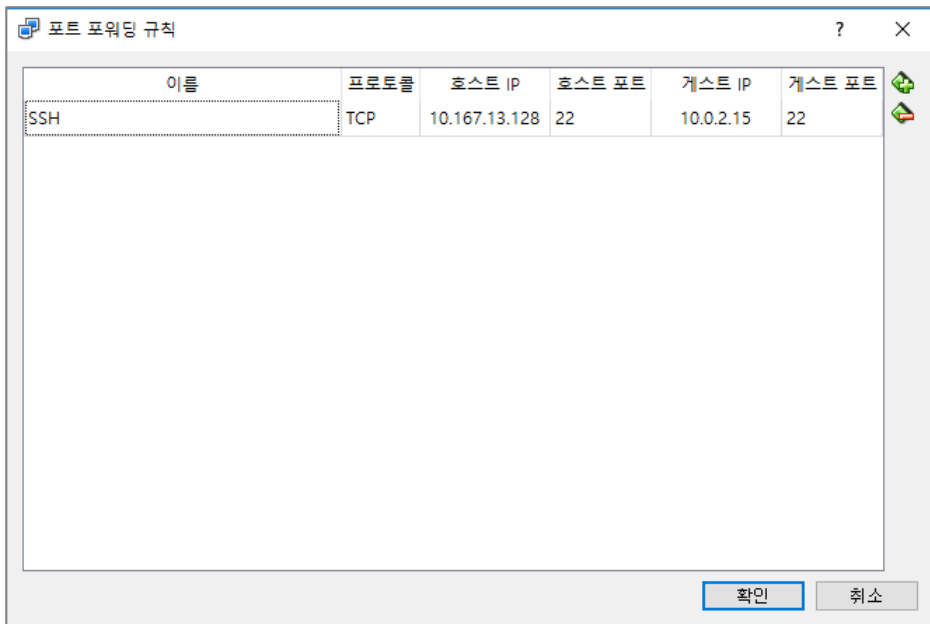 포트 포워딩 규칙 ?
이름 프로토콜 호스트 IP 호스트 포트 게스트 IP 게스트 포트
SSH TCP 10.167.13.128 22 10.0.2.15 22
확인 취소